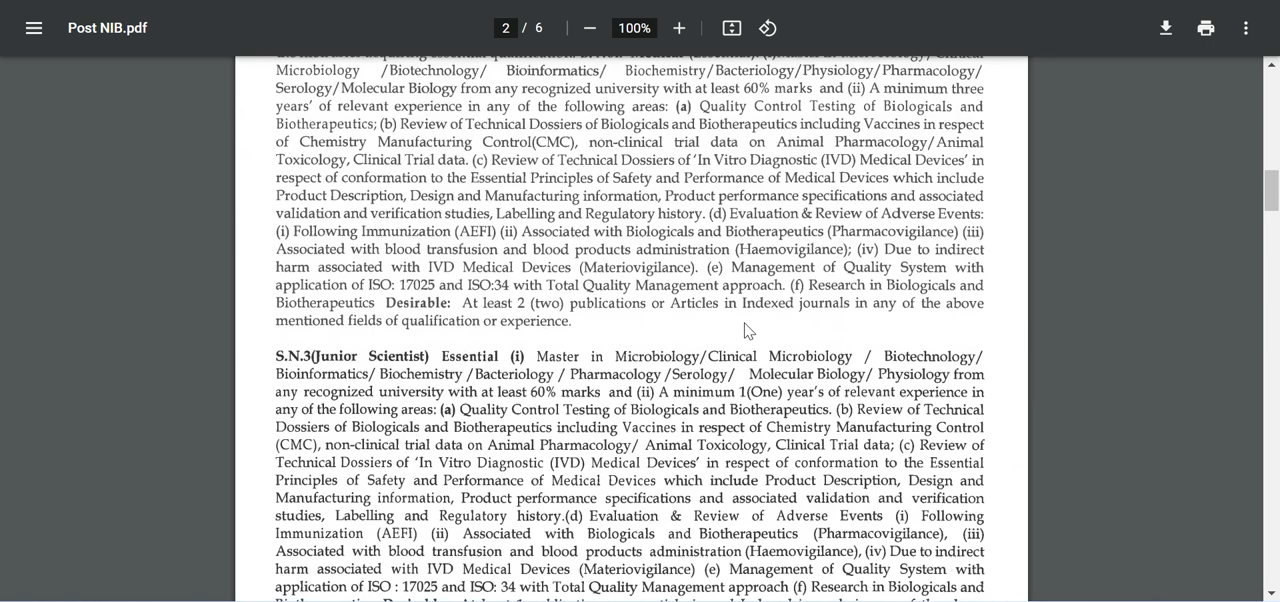 Post NIB.pdf
2 / 6
100%
Microbiology /Biotechnology/ Bioinformatics/ Biochemistry/Bacteriology/Physiology/Pharmacology/
Serology/Molecular Biology from any recognized university with at least 60% marks and (ii) A minimum three
years' of relevant experience in any of the following areas: (a) Quality Control Testing of Biologicals and
Biotherapeutics; (b) Review of Technical Dossiers of Biologicals and Biotherapeutics including Vaccines in respect
of Chemistry Manufacturing Control(CMC), non-clinical trial data on Animal Pharmacology/Animal
Toxicology, Clinical Trial data. (c) Review of Technical Dossiers of 'In Vitro Diagnostic (IVD) Medical Devices' in
respect of conformation to the Essential Principles of Safety and Performance of Medical Devices which include
Product Description, Design and Manufacturing information, Product performance specifications and associated
validation and verification studies, Labelling and Regulatory history. (d) Evaluation & Review of Adverse Events:
(i) Following Immunization (AEFI) (ii) Associated with Biologicals and Biotherapeutics (Pharmacovigilance) (iii)
Associated with blood transfusion and blood products administration (Haemovigilance); (iv) Due to indirect
harm associated with IVD Medical Devices (Materiovigilance). (e) Management of Quality System with
application of ISO: 17025 and ISO:34 with Total Quality Management approach. (f) Research in Biologicals and
Biotherapeutics Desirable: At least 2 (two) publications or Articles in Indexed journals in any of the above
mentioned fields of qualification or experience.
S.N.3(Junior Scientist) Essential (i) Master in Microbiology/Clinical Microbiology / Biotechnology/
Bioinformatics/ Biochemistry /Bacteriology / Pharmacology /Serology/ Molecular Biology/ Physiology from
any recognized university with at least 60% marks and (ii) A minimum 1(One) year's of relevant experience in
any of the following areas: (a) Quality Control Testing of Biologicals and Biotherapeutics. (b) Review of Technical
Dossiers of Biologicals and Biotherapeutics including Vaccines in respect of Chemistry Manufacturing Control
(CMC), non-clinical trial data on Animal Pharmacology/ Animal Toxicology, Clinical Trial data; (c) Review of
Technical Dossiers of 'In Vitro Diagnostic (IVD) Medical Devices' in respect of conformation to the Essential
Principles of Safety and Performance of Medical Devices which include Product Description, Design and
Manufacturing information, Product performance specifications and associated validation and verification
studies, Labelling and Regulatory history.(d) Evaluation & Review of Adverse Events (i) Following
Immunization (AEFI) (ii) Associated with Biologicals and Biotherapeutics (Pharmacovigilance), (iii)
Associated with blood transfusion and blood products administration (Haemovigilance), (iv) Due to indirect
harm associated with IVD Medical Devices (Materiovigilance) (e) Management of Quality System with
application of ISO : 17025 and ISO: 34 with Total Quality Management approach (f) Research in Biologicals and